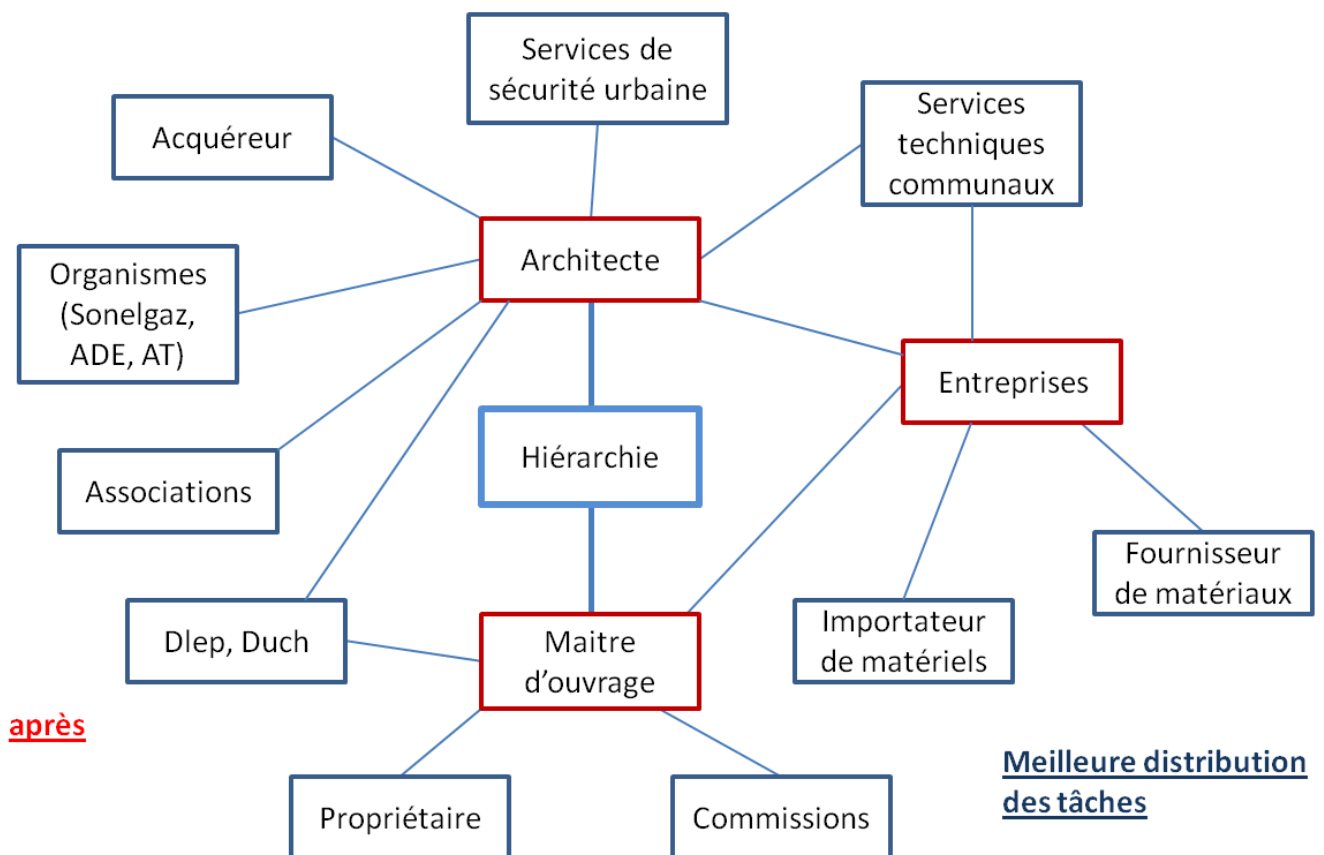 Services de
sécurité urbaine
Acquéreur
Services
techniques
communaux
Architecte
Organismes
(Sonelgaz,
ADE, AT)
Entreprises
Hiérarchie
Associations
Fournisseur
de matériaux
Dlep, Duch
Maitre
d'ouvrage
Importateur
de matériels
après
Meilleure distribution
des tâches
Propriétaire
Commissions